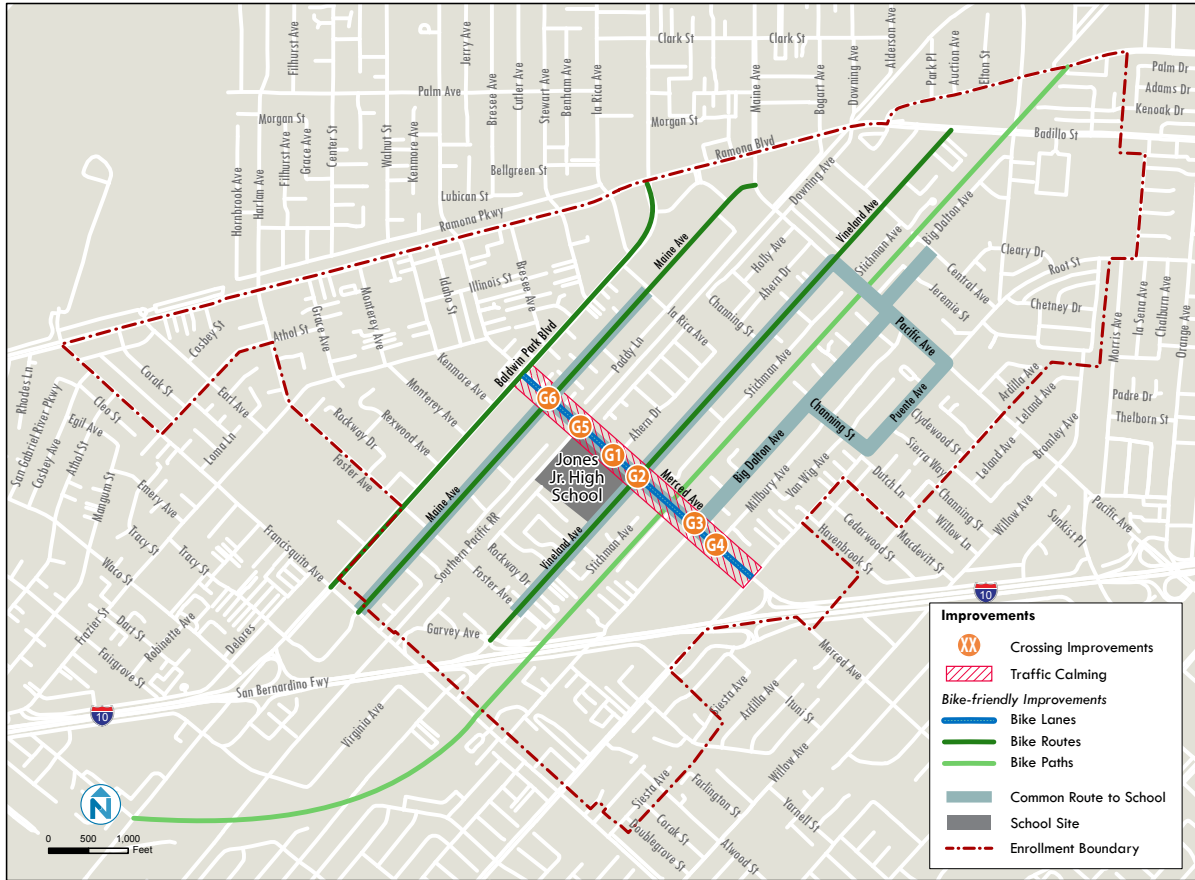 Filhurst Ave
Jerry Ave
Bresee Ave
Cutler Ave
Stewart Ave
Benham Ave
la Rica Ave
Clark St
Clark St
Maine Ave
Bogart Ave
Downing Ave
Alderson Ave
Park Pl
Auction Ave
Elton St
Palm Dr
Adams Dr
Kenoak Dr
Palm Ave
Morgan St
Morgan St
Filhurst Ave
Grace Ave
Center St
Walnut St
Kenmore Ave
Hornbrook Ave
Harlan Ave
Bellgreen St
Lubican St
Ramona Blvd
Ramona Pkwy
Badillo St
Downing Ave
Vineland Ave
Big Dalton Ave
Stichman Ave
Holly Ave
Ahern Dr
Channing St
Maine Ave
la Rica Ave
Cleary Dr
Root St
Central Ave
Jeremie St
Chetney Dr
Morris Ave
la Sena Ave
Chalburn Ave
Orange Ave
Bresee Ave
Illinois St
Idaho St
Monterey Ave
Grace Ave
Athol St
Cosbey St
Corak St
Earl Ave
Loma Ln
Rhodes Ln
San Gabriel River Pkwy
Cosbey Ave
Athol St
Egil Ave
Cleo St
Mangum St
Baldwin Park Blvd
Kenmore Ave
Monterey Ave
Rexwood Ave
Rockway Dr
Foster Ave
Paddy Ln
Ahern Dr
Stichman Ave
Pacific Ave
Puente Ave
Channing St
Big Dalton Ave
Clydewood St
Sierra Way
Ardilla Ave
Leland Ave
Leland Ave
Bromley Ave
Padre Dr
Thelborn St
G6
G5
G1
G2
G3
G4
Jones
Jr. High
School
Merced Ave
Millbury Ave
Van Wig Ave
Dutch Ln
Channing St
Willow Ln
Willow Ave
Macdevitt St
Cedarwood St
Havenbrook St
Sunkist Pl
Pacific Ave
Maine Ave
Southern Pacific RR
Rockway Dr
Foster Ave
Vineland Ave
Stichman Ave
Garvey Ave
Emery Ave
Tracy St
Tracy St
Waco St
Francisquito Ave
Frazier St
Dart St
Fairgrove St
Robinette Ave
Delores
San Bernardino Fwy
10
10
Virginia Ave
Merced Ave
Siesta Ave
Ardilla Ave
Ituni St
Willow Ave
Yarnell St
Siesta Ave
Farlington St
Corak St
Doublegrove St
Alwood St
N
0 500 1,000
Feet
Improvements
XX Crossing Improvements
Traffic Calming
Bike-friendly Improvements
Bike Lanes
Bike Routes
Bike Paths
Common Route to School
School Site
Enrollment Boundary